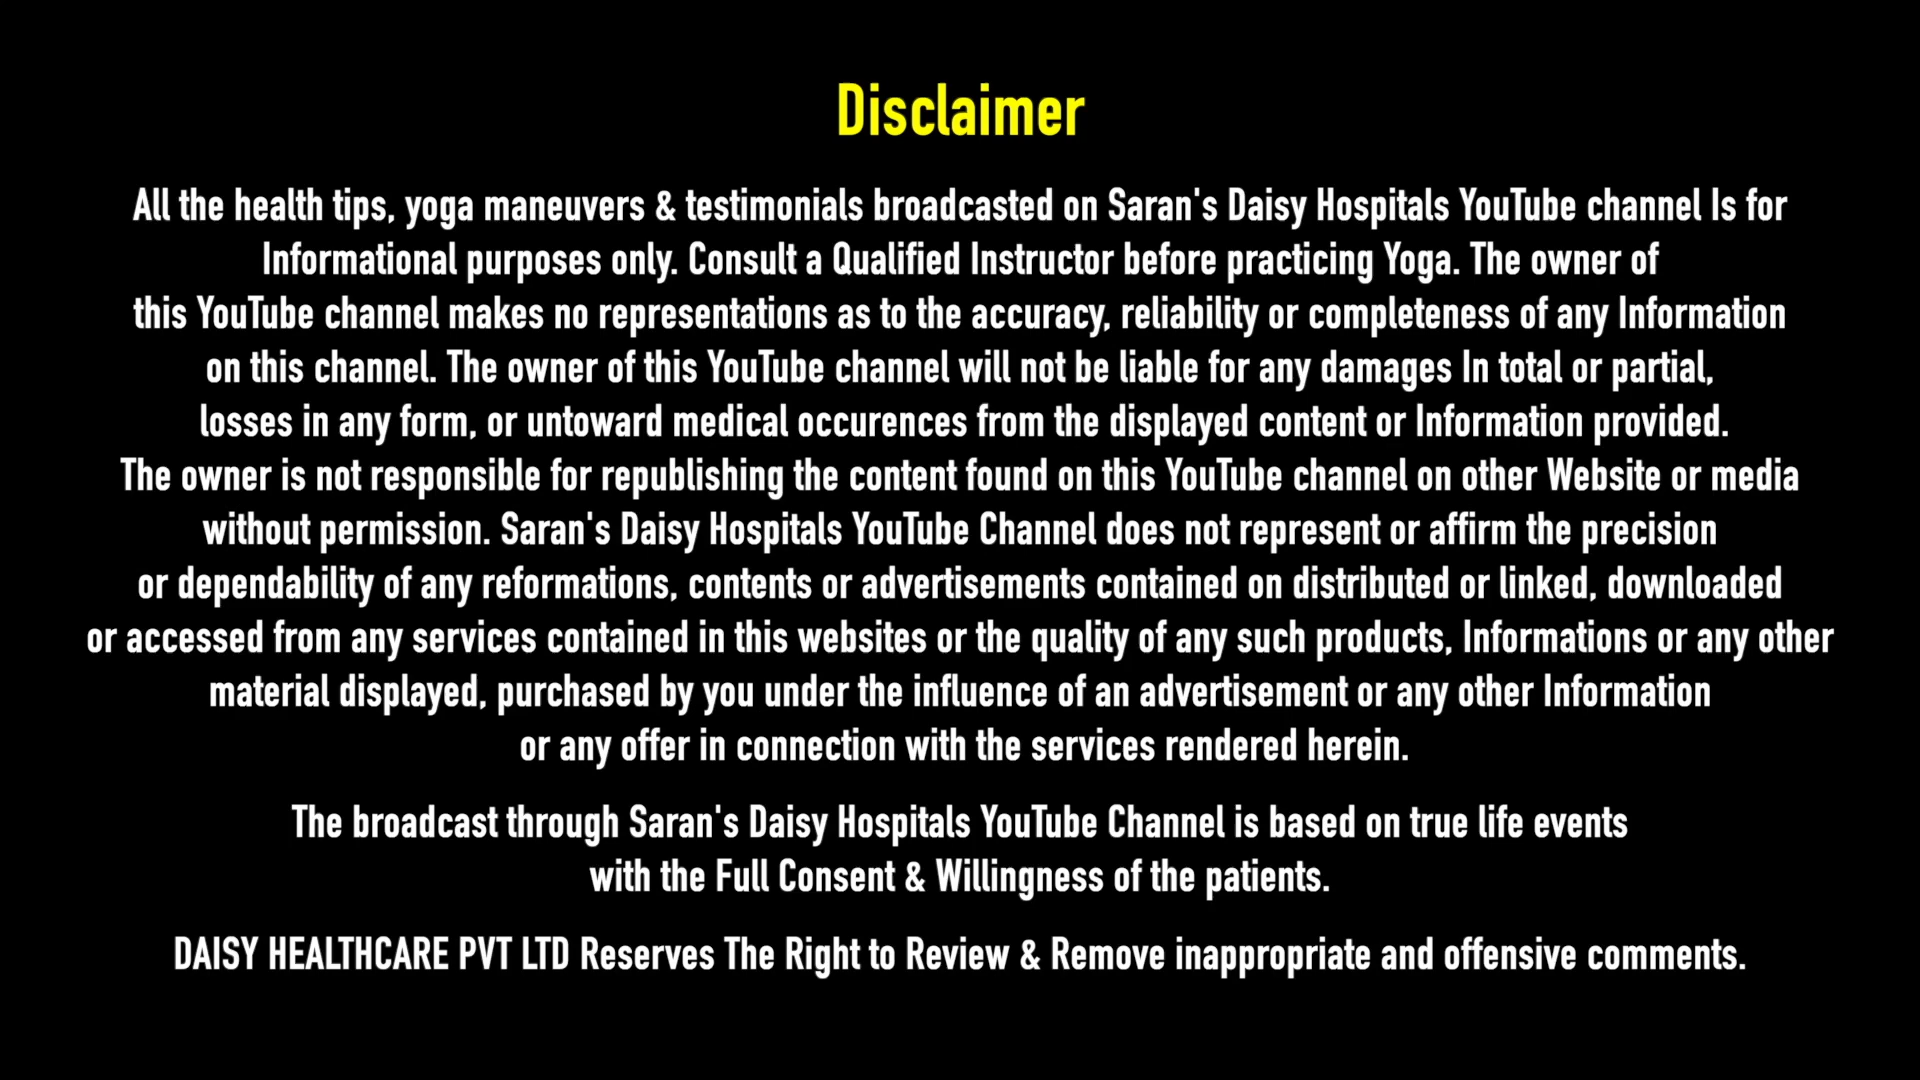 Disclaimer
All the health tips, yoga maneuvers & testimonials broadcasted on Saran's Daisy Hospitals YouTube channel Is for
Informational purposes only. Consult a Qualified Instructor before practicing Yoga. The owner of
this YouTube channel makes no representations as to the accuracy, reliability or completeness of any Information
on this channel. The owner of this YouTube channel will not be liable for any damages In total or partial,
losses in any form, or untoward medical occurences from the displayed content or Information provided.
The owner is not responsible for republishing the content found on this YouTube channel on other Website or media
without permission. Saran's Daisy Hospitals YouTube Channel does not represent or affirm the precision
or dependability of any reformations, contents or advertisements contained on distributed or linked, downloaded
or accessed from any services contained in this websites or the quality of any such products, Informations or any other
material displayed, purchased by you under the influence of an advertisement or any other Information
or any offer in connection with the services rendered herein.
The broadcast through Saran's Daisy Hospitals YouTube Channel is based on true life events
with the Full Consent & Willingness of the patients.
DAISY HEALTHCARE PVT LTD Reserves The Right to Review & Remove inappropriate and offensive comments.